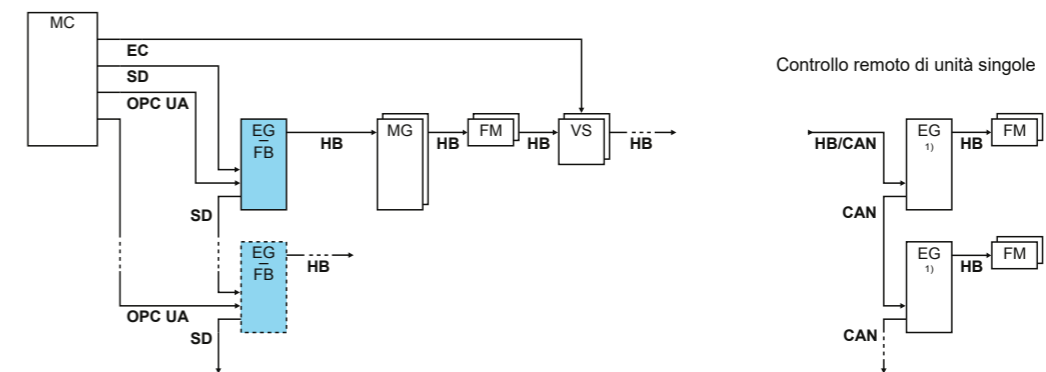 MC
EC
SD
OPC UA
EG
FB
HB
MG
HB
FM
HB
VS
HB
SD
EG
FB
HB
OPC UA
SD
Controllo remoto di unità singole
HB/CAN
EG
1)
HB
FM
CAN
EG
1)
HB
FM
CAN